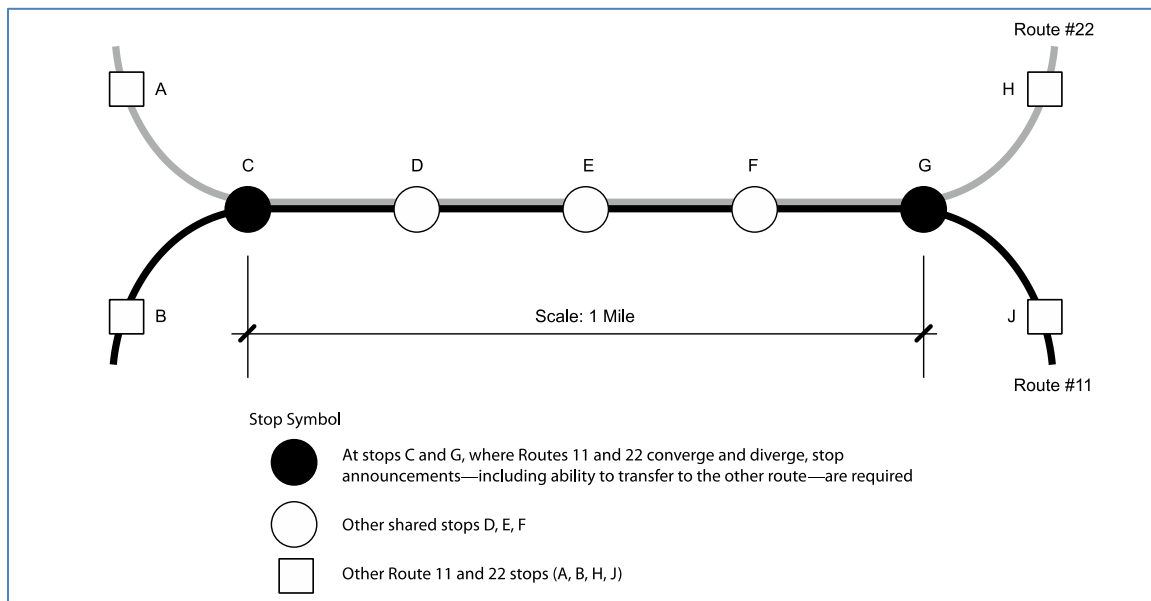 Route #22
A
H
C
D
E
F
G
B
Scale: 1 Mile
J
Route #11
Stop Symbol
At stops C and G, where Routes 11 and 22 converge and diverge, stop
announcements—including ability to transfer to the other route—are required
Other shared stops D, E, F
Other Route 11 and 22 stops (A, B, H, J)